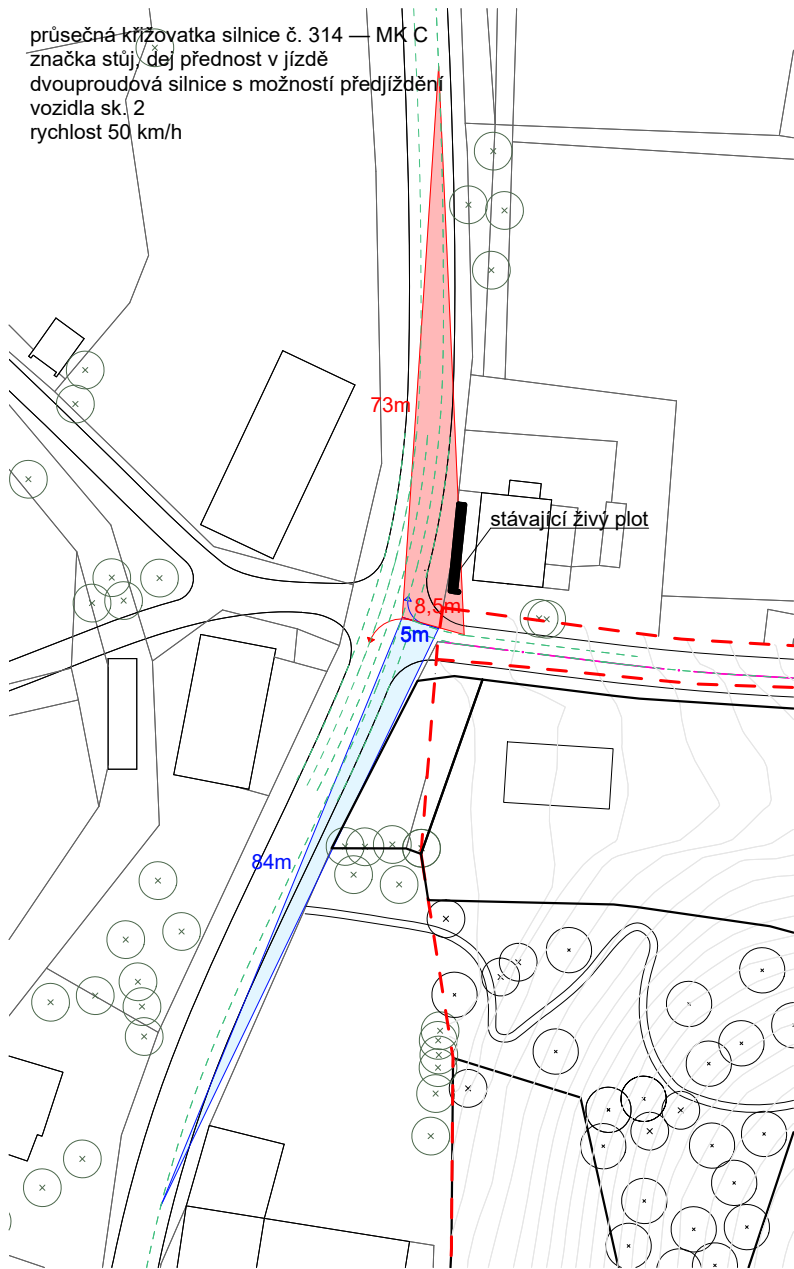 průsečná křižovatka silnice č. 314 — MK C
značka stůj, dej přednost v jízdě
dvouproudová silnice s možností předjíždění
vozidla sk. 2
rychlost 50 km/h
73m
stávající živý plot
8,5m
5m
84m